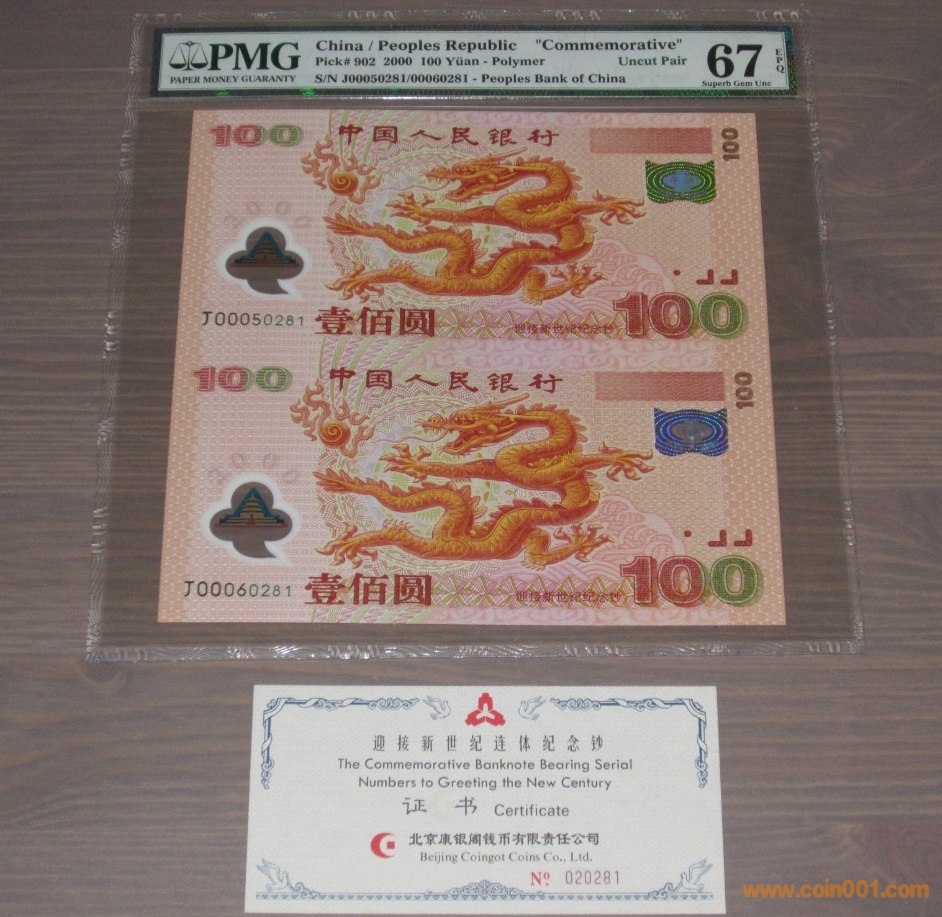 PMG
PAPER MONEY GUARANTY
China / Peoples Republic "Commemorative"
Pick# 902 2000 100 Yüan - Polymer Uncut Pair
S/N J00050281/00060281 - Peoples Bank of China
67 EPQ
Superb Gem Unc
100 中国人民银行 100
2000
J00050281 壹佰圆 迎接新世纪纪念钞 100
100 中国人民银行 100
2000
J00060281 壹佰圆 迎接新世纪纪念钞 100
迎接新世纪连体纪念钞
The Commemorative Banknote Bearing Serial
Numbers to Greeting the New Century
证书 Certificate
北京康银阁钱币有限责任公司
Beijing Coingot Coins Co., Ltd.
Nº 020281
www.coin001.com